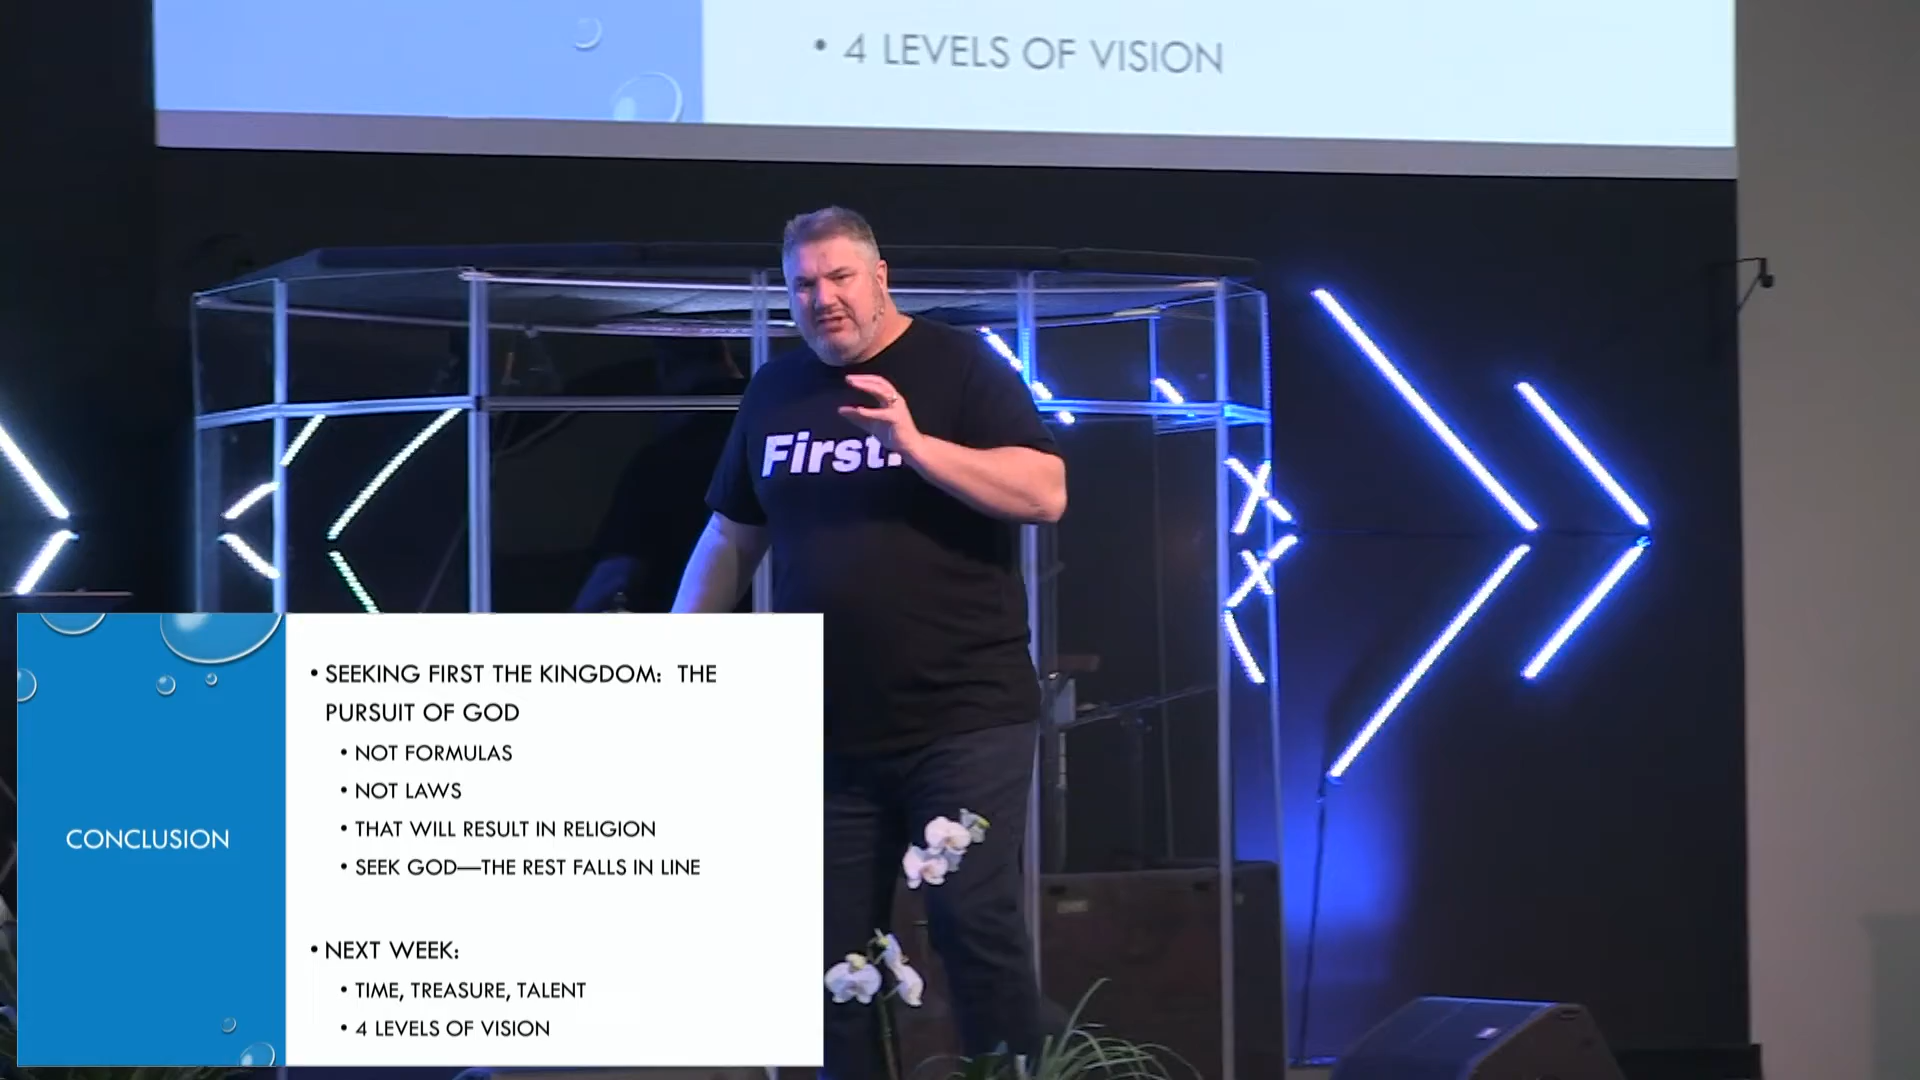 • 4 LEVELS OF VISION
First.
CONCLUSION
• SEEKING FIRST THE KINGDOM: THE
PURSUIT OF GOD
• NOT FORMULAS
• NOT LAWS
• THAT WILL RESULT IN RELIGION
• SEEK GOD—THE REST FALLS IN LINE
• NEXT WEEK:
• TIME, TREASURE, TALENT
• 4 LEVELS OF VISION